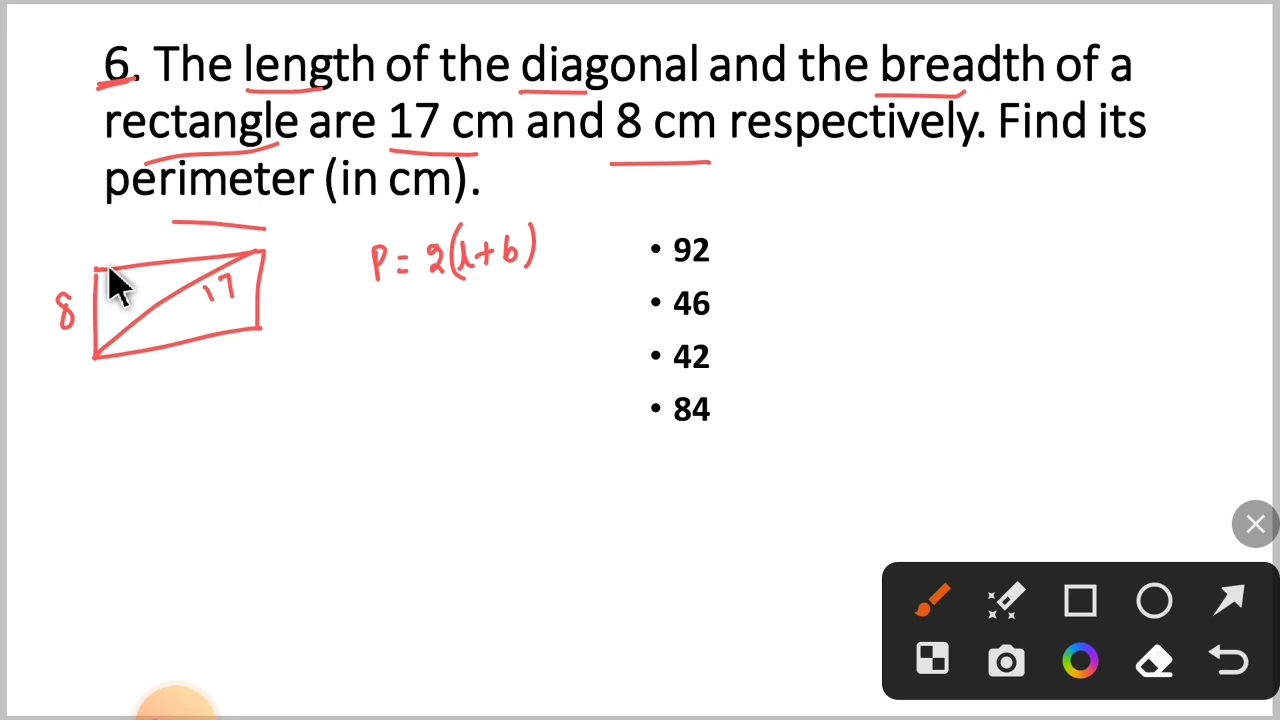 6. The length of the diagonal and the breadth of a
rectangle are 17 cm and 8 cm respectively. Find its
perimeter (in cm).
8
17
P = 2(l+b)
• 92
• 46
• 42
• 84